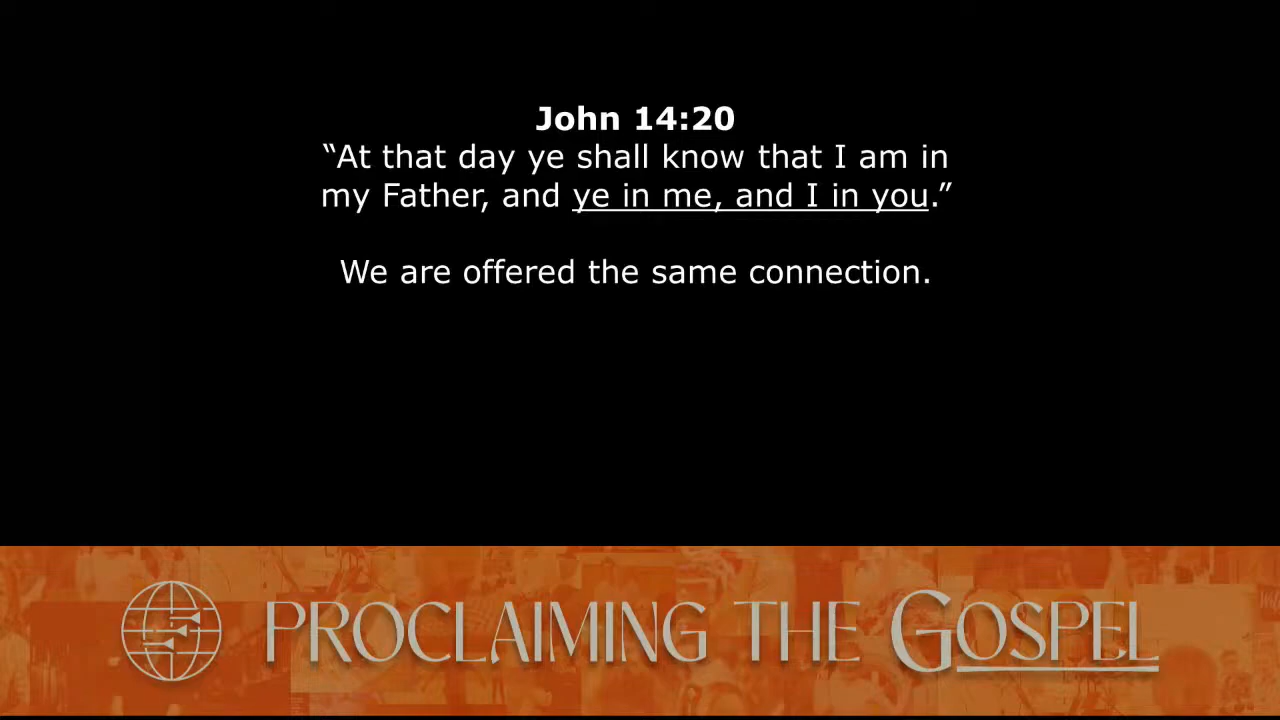 John 14:20
“At that day ye shall know that I am in
my Father, and ye in me, and I in you.”
We are offered the same connection.
PROCLAIMING THE GOSPEL